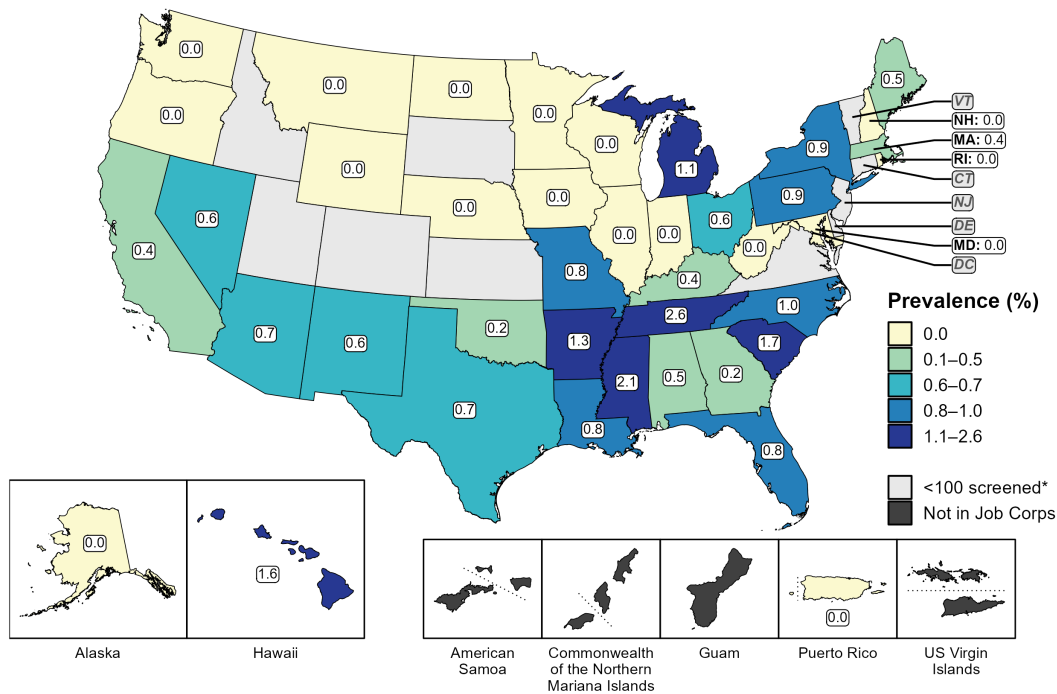 0.0
0.0
0.0
0.0
0.0
0.0
0.0
0.0
0.0
0.0
0.0
0.0
0.5
VT
NH: 0.0
MA: 0.4
RI: 0.0
CT
NJ
DE
MD: 0.0
DC
1.1
0.9
0.9
0.6
0.4
0.6
0.8
0.4
0.7
0.6
0.2
1.3
2.6
1.0
1.7
2.1
0.5
0.2
0.7
0.8
0.8
Prevalence (%)
0.0
0.1–0.5
0.6–0.7
0.8–1.0
1.1–2.6
<100 screened*
Not in Job Corps
0.0
1.6
0.0
Alaska
Hawaii
American
Samoa
Commonwealth
of the Northern
Mariana Islands
Guam
Puerto Rico
US Virgin
Islands